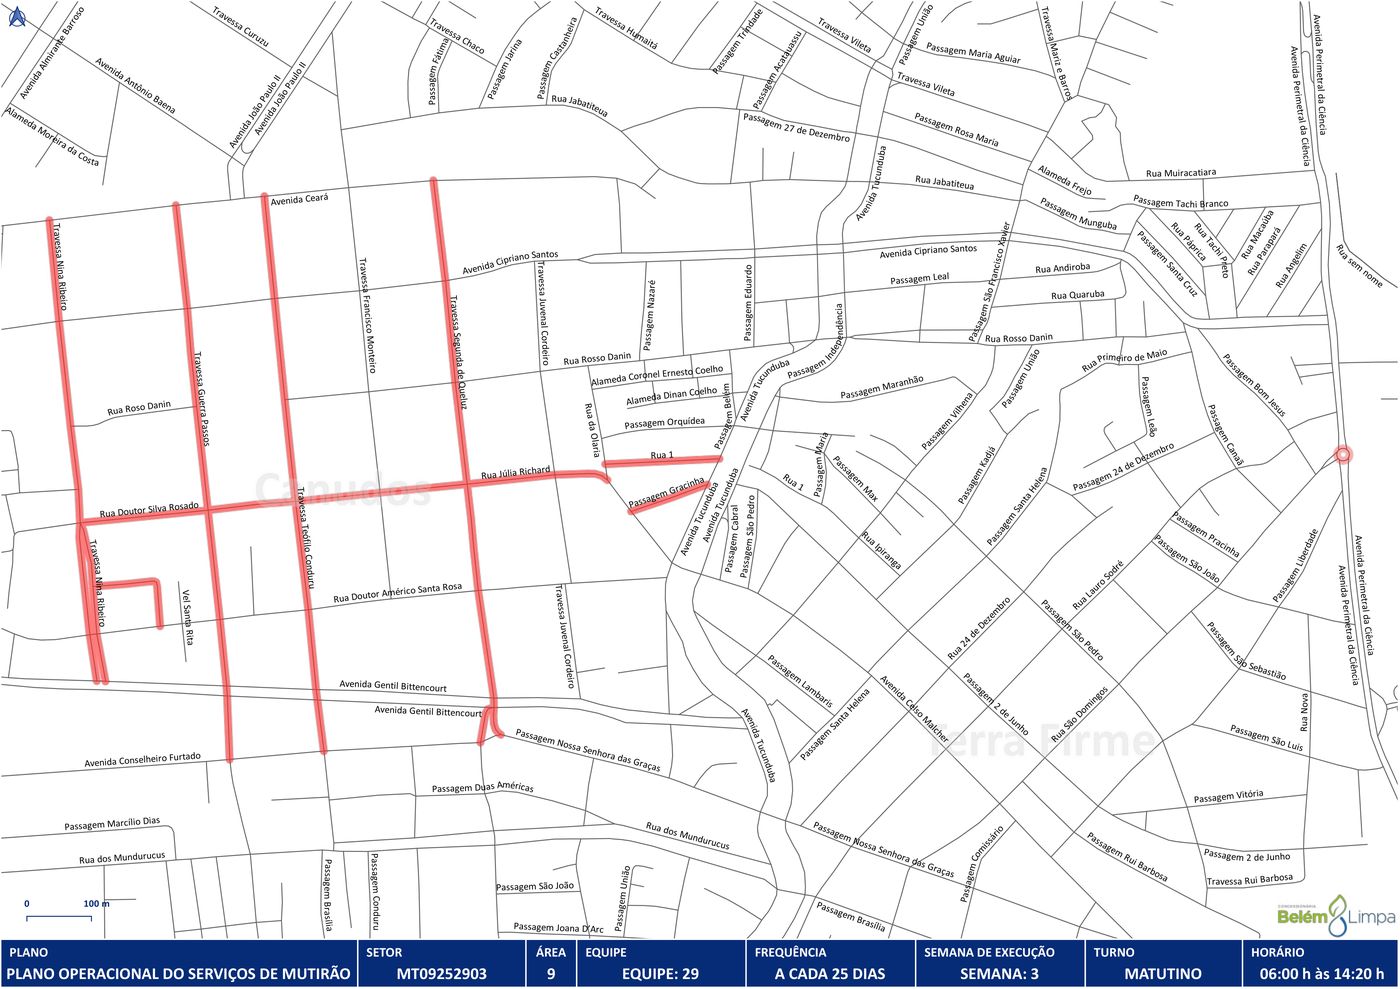 Avenida Almirante Barroso
Travessa Curuzu
Avenida Antônio Baena
Alameda Moreira da Costa
Avenida João Paulo II
Avenida João Paulo II
Travessa Chaco
Passagem Fátima
Passagem Jarina
Passagem Castanheira
Travessa Humaitá
Passagem Trindade
Passagem Acatauassu
Travessa Vileta
Passagem União
Passagem Maria Aguiar
Travessa Mariz e Barros
Avenida Perimetral da Ciência
Avenida Perimetral da Ciência
Travessa Vileta
Rua Jabatiteua
Passagem 27 de Dezembro
Passagem Rosa Maria
Avenida Tucunduba
Rua Jabatiteua
Alameda Frejo
Rua Muiracatiara
Passagem Tachi Branco
Passagem Munguba
Avenida Ceará
Travessa Nina Ribeiro
Avenida Cipriano Santos
Avenida Cipriano Santos
Passagem São Francisco Xavier
Passagem Santa Cruz
Rua Páprica
Rua Tachi Preto
Rua Macaúba
Rua Parapará
Rua Angelim
Rua sem nome
Travessa Francisco Monteiro
Travessa Segunda de Queluz
Travessa Juvenal Cordeiro
Passagem Nazaré
Passagem Eduardo
Passagem Leal
Rua Andiroba
Rua Quaruba
Passagem Independência
Rua Rosso Danin
Rua Rosso Danin
Rua Primeiro de Maio
Travessa Guerra Passos
Rua Roso Danin
Alameda Coronel Ernesto Coelho
Alameda Dinan Coelho
Avenida Tucunduba
Passagem Maranhão
Passagem União
Passagem Bom Jesus
Rua da Olaria
Passagem Orquídea
Passagem Belém
Passagem Vilhena
Passagem Leão
Passagem Canaã
Rua 1
Passagem Maria
Passagem Max
Rua 1
Passagem Kadjá
Passagem 24 de Dezembro
Canudos
Rua Júlia Richard
Rua Doutor Silva Rosado
Passagem Gracinha
Avenida Tucunduba
Avenida Tucunduba
Passagem Cabral
Passagem São Pedro
Passagem Santa Helena
Rua Ipiranga
Passagem Pracinha
Passagem São João
Passagem Liberdade
Avenida Perimetral da Ciência
Avenida Perimetral da Ciência
Travessa Teófilo Conduru
Travessa Nina Ribeiro
Vel Santa Rita
Rua Doutor Américo Santa Rosa
Travessa Juvenal Cordeiro
Rua Lauro Sodré
Rua 24 de Dezembro
Passagem São Pedro
Passagem São Sebastião
Avenida Gentil Bittencourt
Avenida Gentil Bittencourt
Passagem Lambaris
Passagem Santa Helena
Avenida Celso Malcher
Passagem 2 de Junho
Rua São Domingos
Rua Nova
Passagem São Luis
Terra Firme
Avenida Tucunduba
Passagem Nossa Senhora das Graças
Avenida Conselheiro Furtado
Passagem Duas Américas
Passagem Vitória
Passagem Marcílio Dias
Rua dos Mundurucus
Rua dos Mundurucus
Passagem Nossa Senhora das Graças
Passagem Comissário
Passagem Rui Barbosa
Passagem 2 de Junho
Travessa Rui Barbosa
Passagem Brasília
Passagem Conduru
Passagem São João
Passagem União
Passagem Joana D'Arc
Passagem Brasília
0 100 m
CONCESSIONÁRIA
Belém Limpa
PLANO
PLANO OPERACIONAL DO SERVIÇOS DE MUTIRÃO
SETOR
MT09252903
ÁREA
9
EQUIPE
EQUIPE: 29
FREQUÊNCIA
A CADA 25 DIAS
SEMANA DE EXECUÇÃO
SEMANA: 3
TURNO
MATUTINO
HORÁRIO
06:00 h às 14:20 h